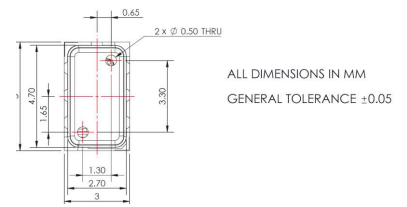 0.65
2 x Ø 0.50 THRU
ALL DIMENSIONS IN MM
GENERAL TOLERANCE ±0.05
4.70
1.65
3.30
1.30
2.70
3